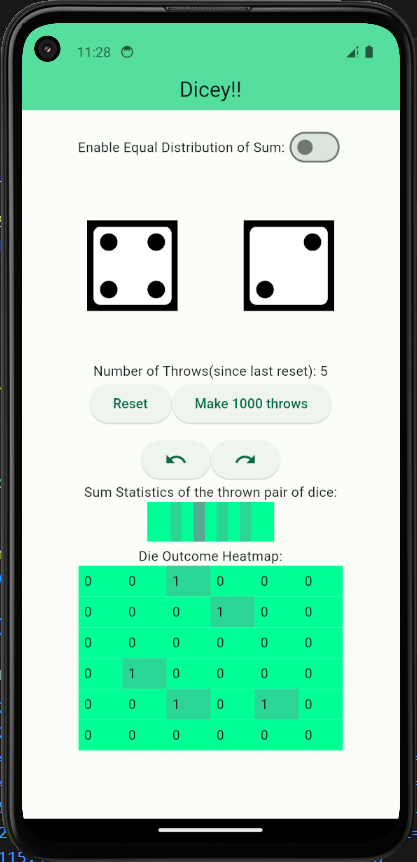 11:28
Dicey!!
Enable Equal Distribution of Sum:
Number of Throws(since last reset): 5
Reset Make 1000 throws
Sum Statistics of the thrown pair of dice:
Die Outcome Heatmap:
0 0 1 0 0 0
0 0 0 1 0 0
0 0 0 0 0 0
0 1 0 0 0 0
0 0 1 0 1 0
0 0 0 0 0 0
115.